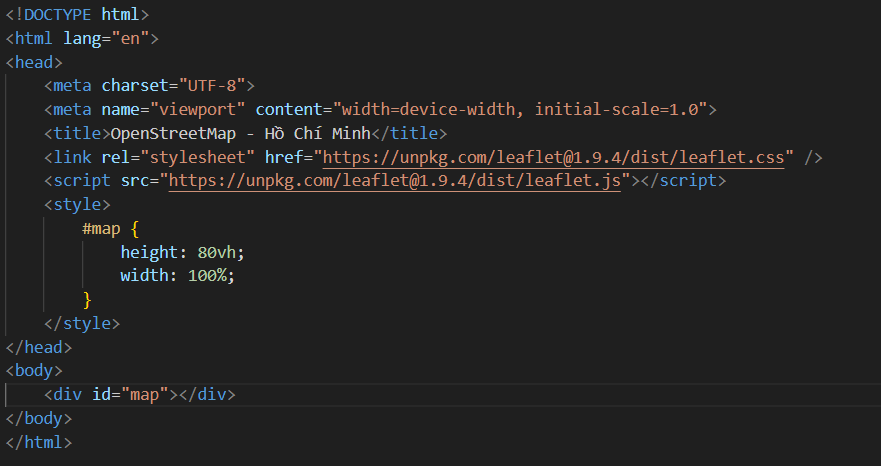 <!DOCTYPE html>
<html lang="en">
<head>
    <meta charset="UTF-8">
    <meta name="viewport" content="width=device-width, initial-scale=1.0">
    <title>OpenStreetMap - Hồ Chí Minh</title>
    <link rel="stylesheet" href="https://unpkg.com/leaflet@1.9.4/dist/leaflet.css" />
    <script src="https://unpkg.com/leaflet@1.9.4/dist/leaflet.js"></script>
    <style>
        #map {
            height: 80vh;
            width: 100%;
        }
    </style>
</head>
<body>
    <div id="map"></div>
</body>
</html>